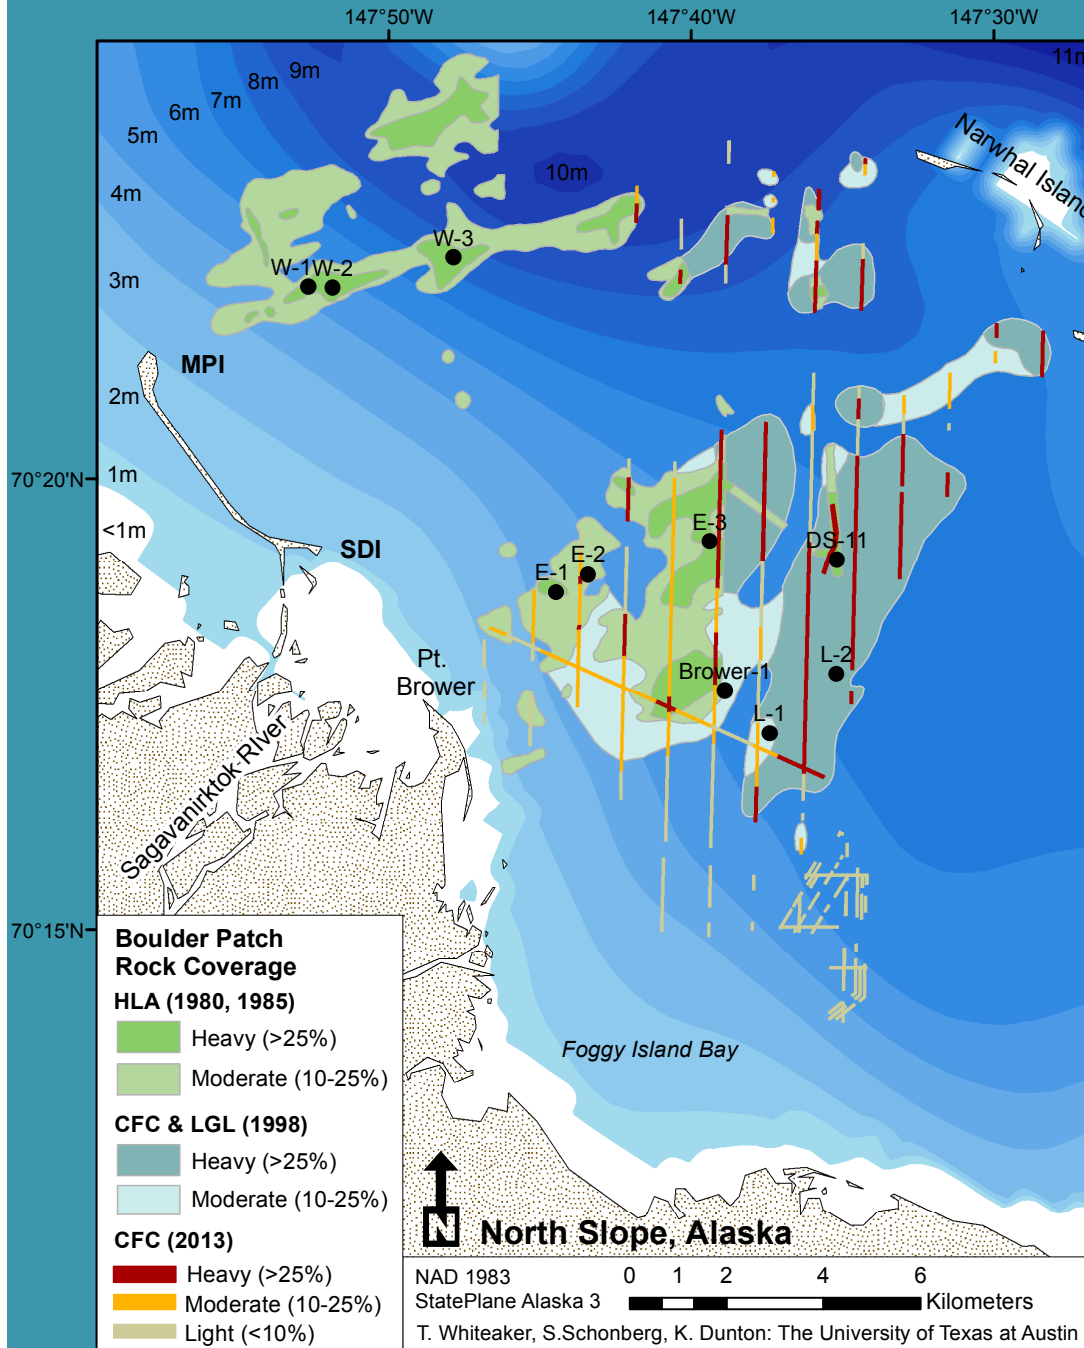 147°50'W
147°40'W
147°30'W
11m
9m
8m
7m
6m
5m
4m
3m
2m
1m
<1m
10m
Narwhal Island
W-3
W-1
W-2
MPI
SDI
70°20'N
E-3
E-2
E-1
DS-11
Pt.
Brower
Brower-1
L-2
L-1
Sagavanirktok RIver
70°15'N
Foggy Island Bay
Boulder Patch
Rock Coverage
HLA (1980, 1985)
Heavy (>25%)
Moderate (10-25%)
CFC & LGL (1998)
Heavy (>25%)
Moderate (10-25%)
CFC (2013)
Heavy (>25%)
Moderate (10-25%)
Light (<10%)
N
North Slope, Alaska
NAD 1983
StatePlane Alaska 3
0 1 2 4 6
Kilometers
T. Whiteaker, S.Schonberg, K. Dunton: The University of Texas at Austin